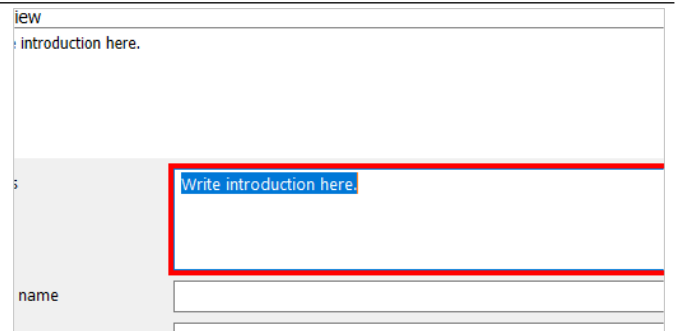 iew
introduction here.
s
Write introduction here.
name